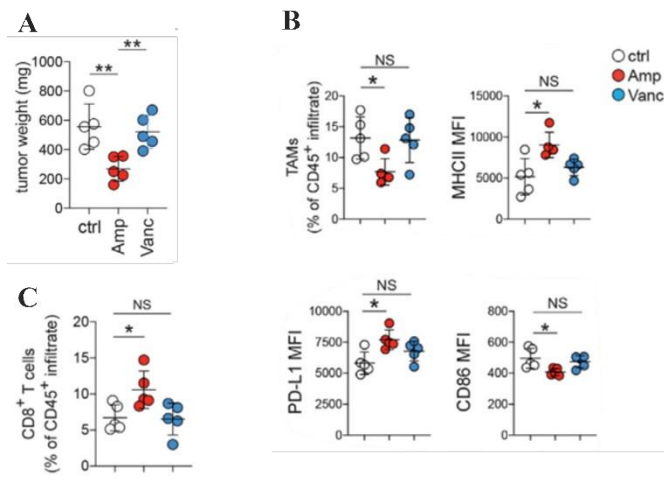 A
**
**
1000
800
600
400
200
0
tumor weight (mg)
ctrl
Amp
Vanc
B
ctrl
Amp
Vanc
NS
*
20
15
10
5
0
TAMs
(% of CD45+ infiltrate)
NS
*
15000
10000
5000
0
MHCII MFI
NS
*
10000
7500
5000
2500
0
PD-L1 MFI
NS
*
800
600
400
200
0
CD86 MFI
C
NS
*
20
15
10
5
0
CD8+ T cells
(% of CD45+ infiltrate)